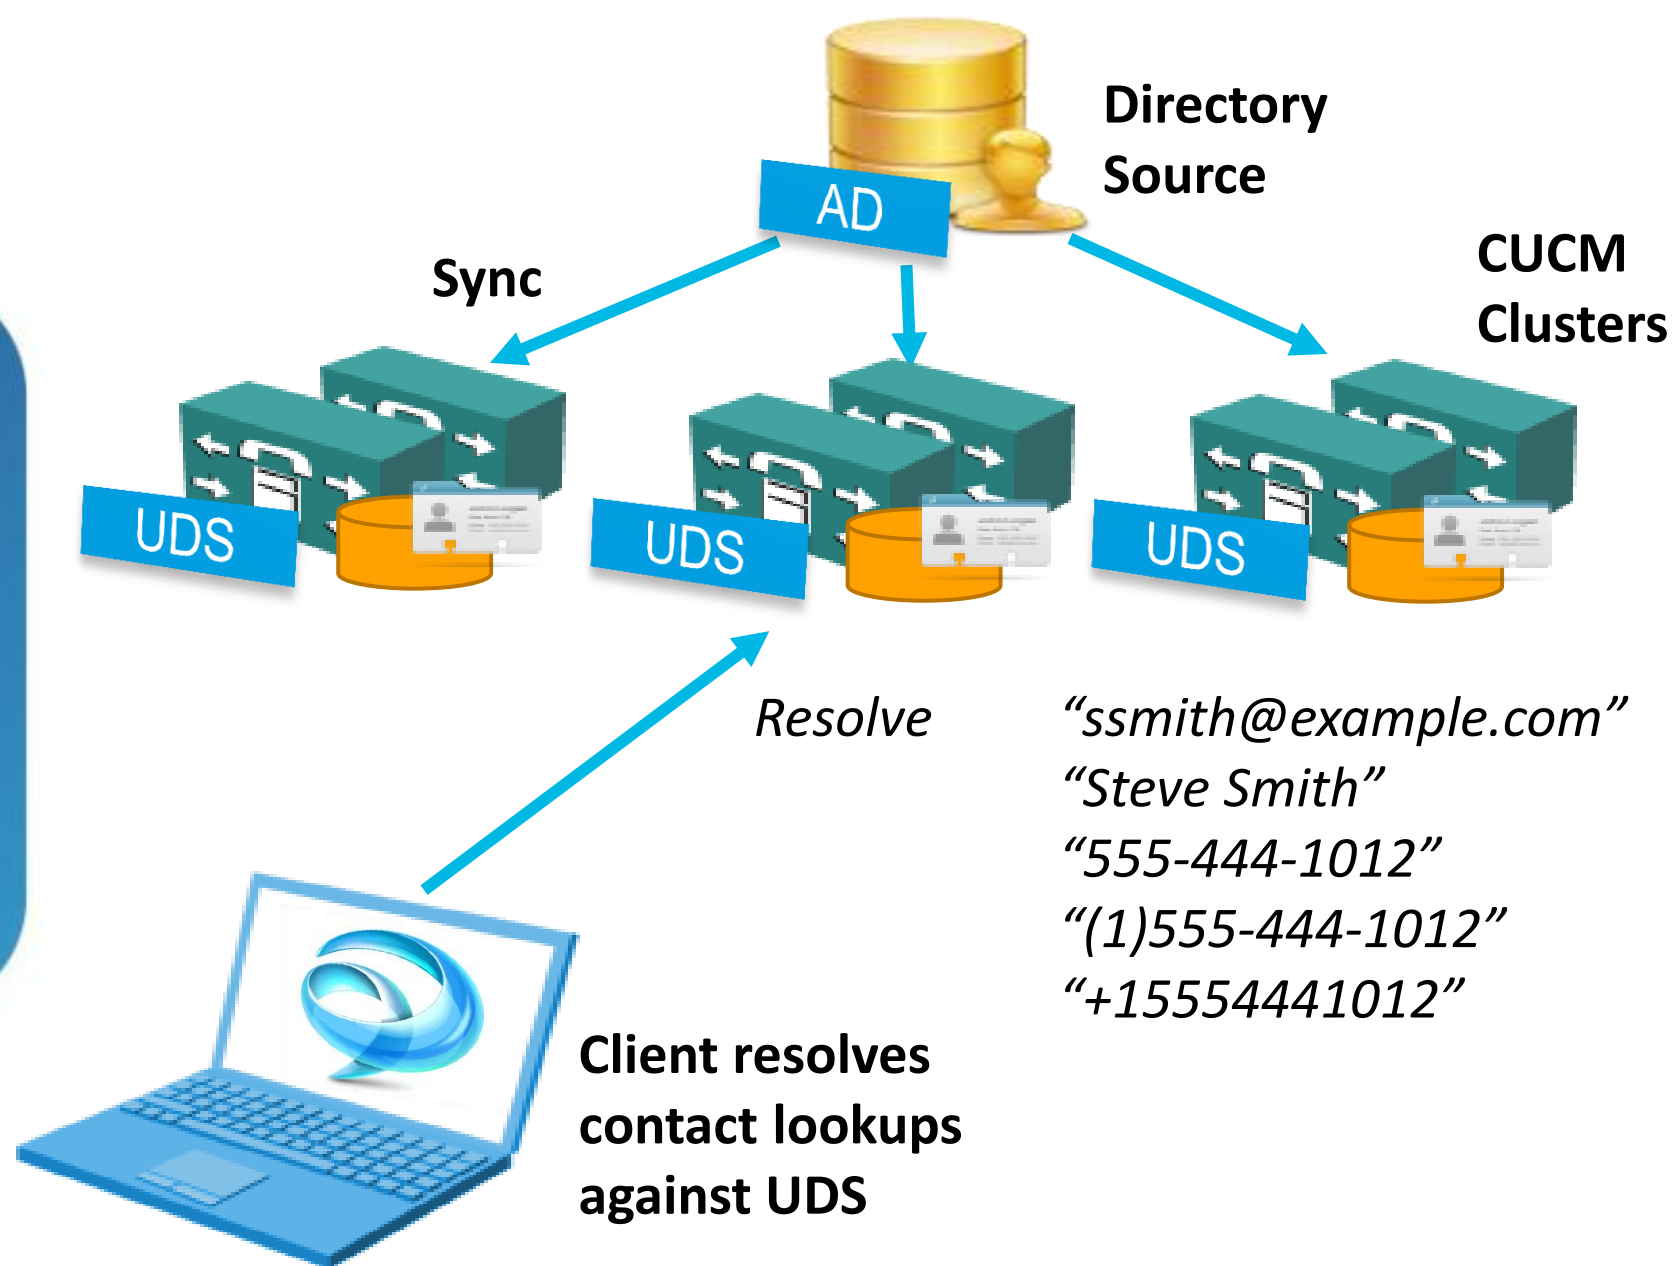 Directory
Source
AD
Sync
CUCM
Clusters
UDS
UDS
UDS
Resolve “ssmith@example.com”
“Steve Smith”
“555-444-1012”
“(1)555-444-1012”
“+15554441012”
Client resolves
contact lookups
against UDS